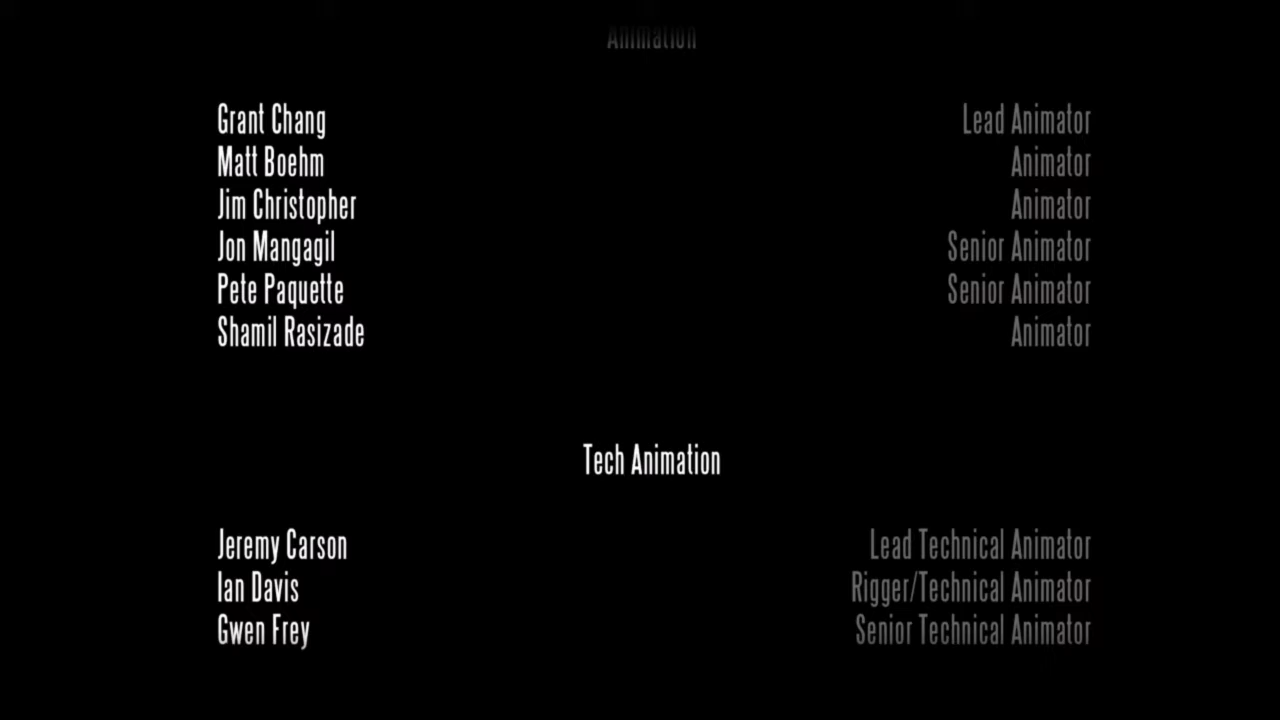 Animation
Grant Chang Lead Animator
Matt Boehm Animator
Jim Christopher Animator
Jon Mangagil Senior Animator
Pete Paquette Senior Animator
Shamil Rasizade Animator
Tech Animation
Jeremy Carson Lead Technical Animator
Ian Davis Rigger/Technical Animator
Gwen Frey Senior Technical Animator